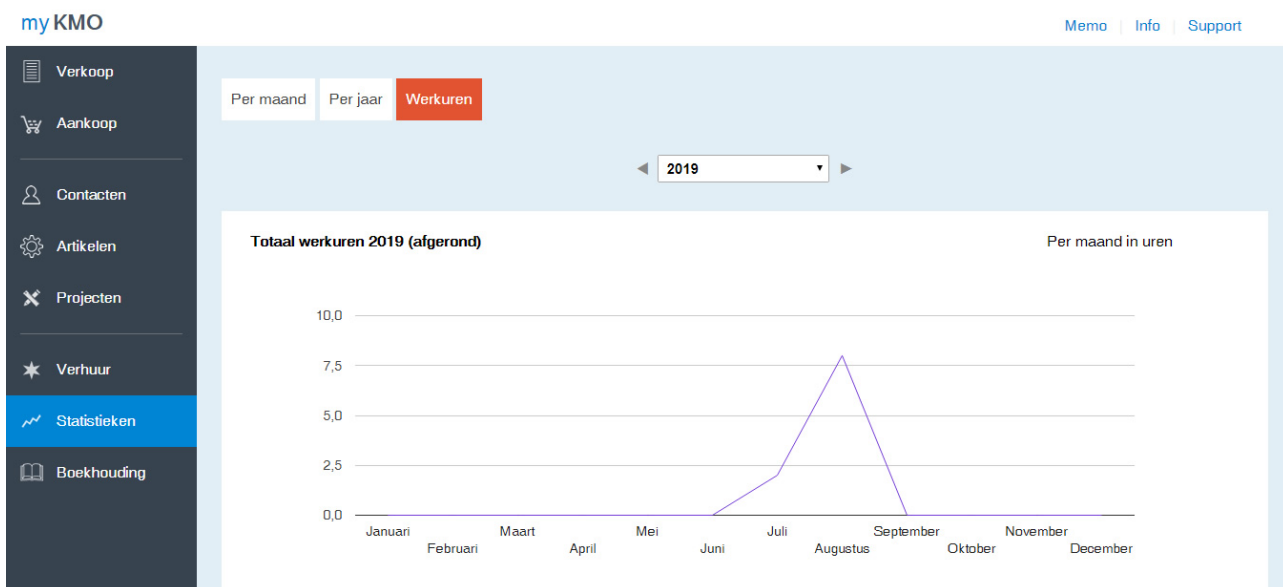 my KMO
Memo | Info | Support
Verkoop
Aankoop
Contacten
Artikelen
Projecten
Verhuur
Statistieken
Boekhouding
Per maand Per jaar Werkuren
2019
Totaal werkuren 2019 (afgerond) Per maand in uren
10,0
7,5
5,0
2,5
0,0
Januari Maart Mei Juli September November
Februari April Juni Augustus Oktober December